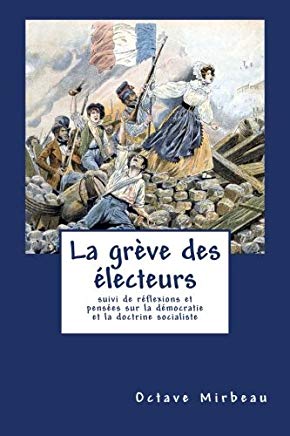 La grève des
électeurs
suivi de réflexions et
pensées sur la démocratie
et la doctrine socialiste
Octave Mirbeau